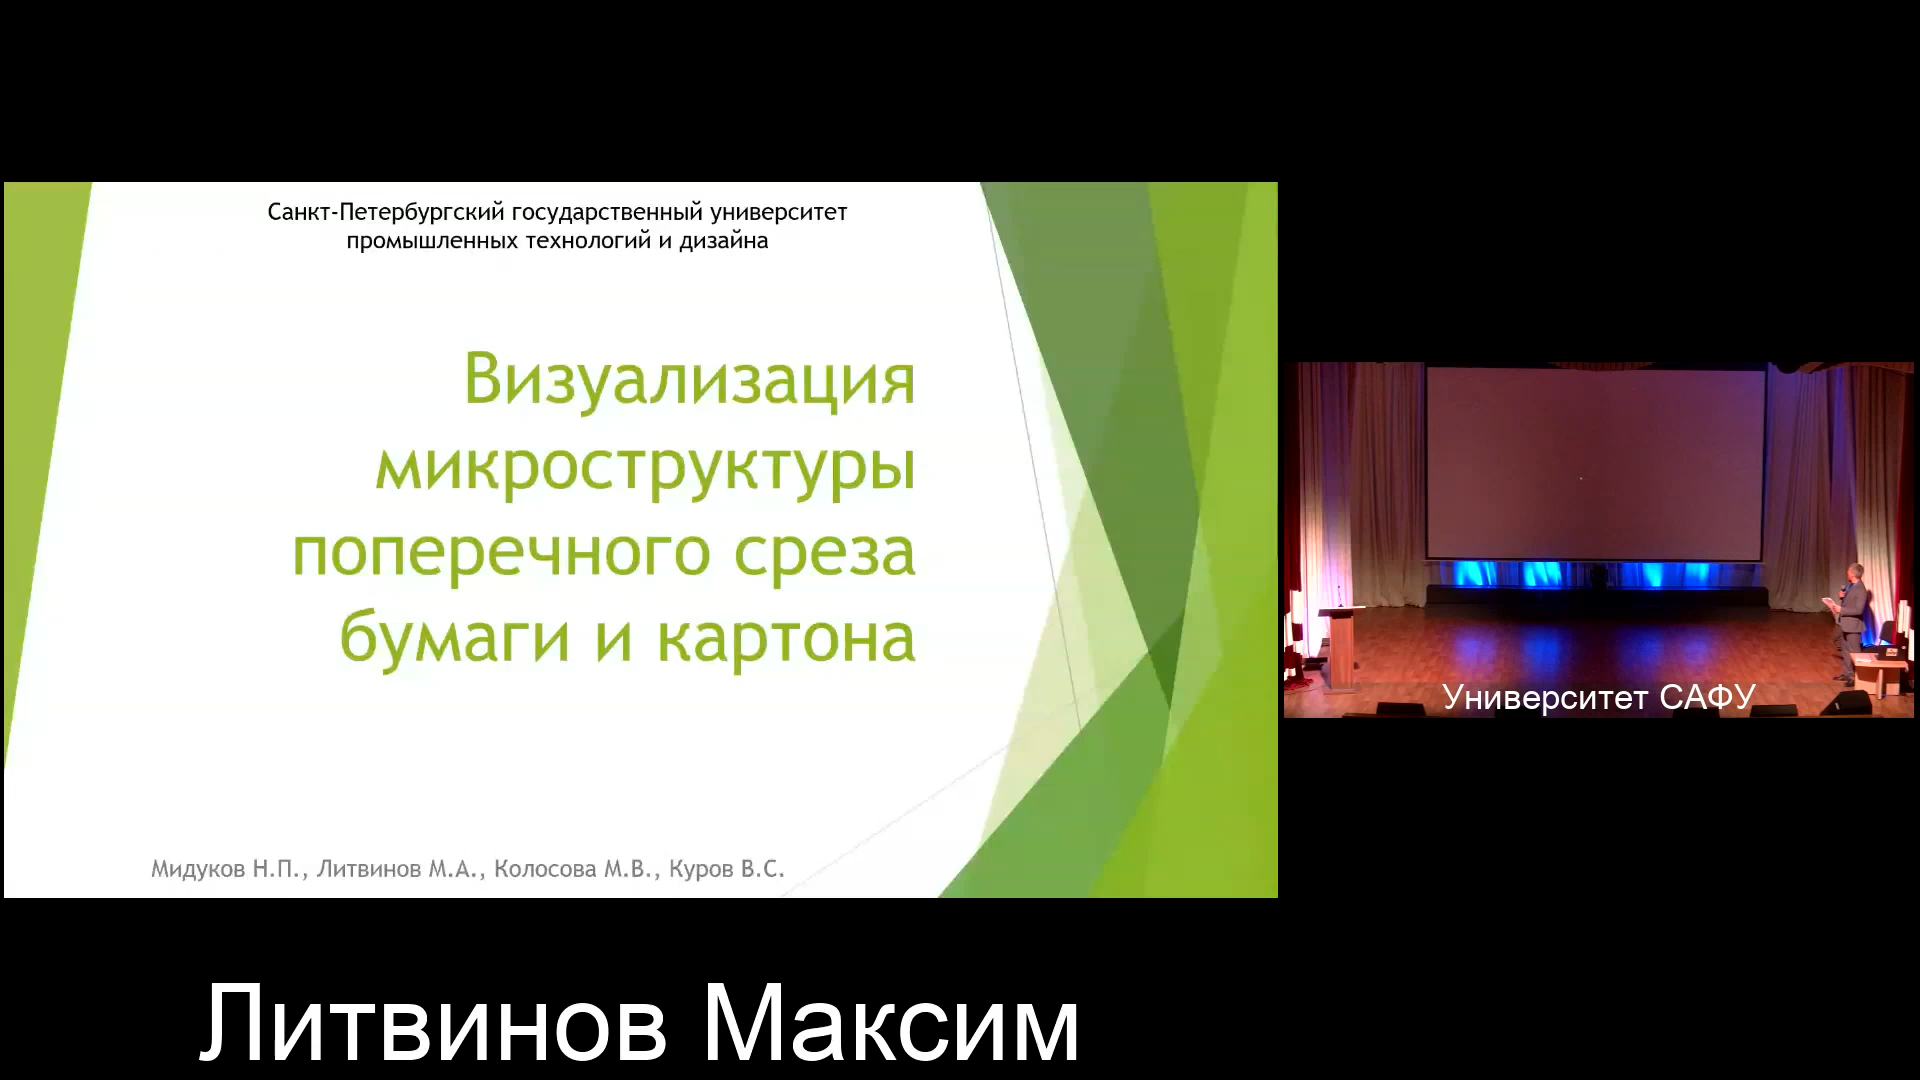 Санкт-Петербургский государственный университет
промышленных технологий и дизайна
Визуализация
микроструктуры
поперечного среза
бумаги и картона
Мидуков Н.П., Литвинов М.А., Колосова М.В., Куров В.С.
Университет САФУ
Литвинов Максим